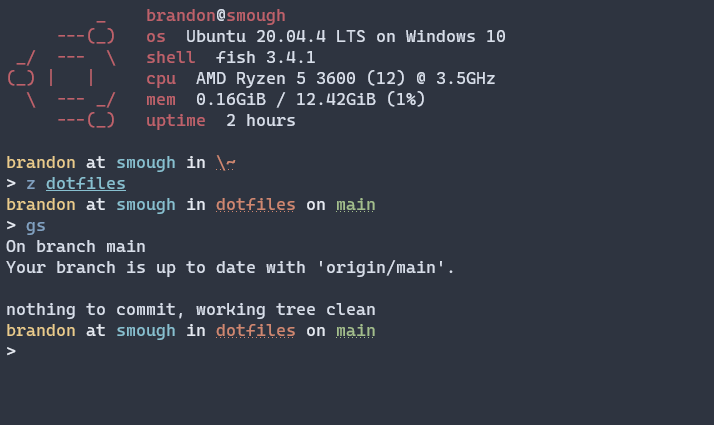 _    brandon@smough
     ---(_)   os  Ubuntu 20.04.4 LTS on Windows 10
 _/  ---  \   shell  fish 3.4.1
(_) |   |     cpu  AMD Ryzen 5 3600 (12) @ 3.5GHz
  \  --- _/   mem  0.16GiB / 12.42GiB (1%)
     ---(_)   uptime  2 hours
brandon at smough in \~
> z dotfiles
brandon at smough in dotfiles on main
> gs
On branch main
Your branch is up to date with 'origin/main'.
nothing to commit, working tree clean
brandon at smough in dotfiles on main
>